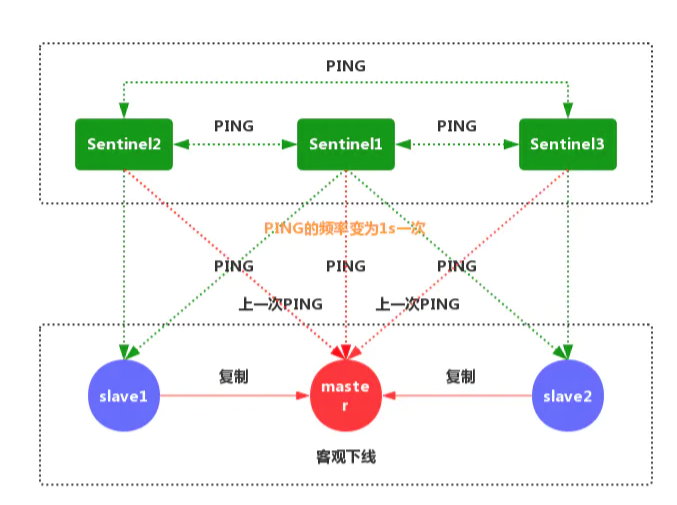 PING
Sentinel2
PING
Sentinel1
PING
Sentinel3
PING的频率变为1s一次
PING
PING
PING
上一次PING
上一次PING
slave1
复制
maste
r
复制
slave2
客观下线